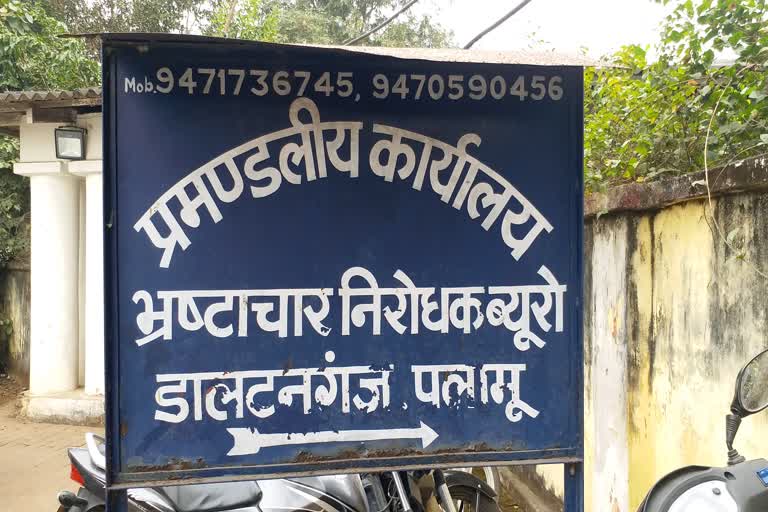 Mob.9471736745, 9470590456
प्रमण्डलीय कार्यालय
भ्रष्टाचार निरोधक ब्यूरो
डालटनगंज, पलामू